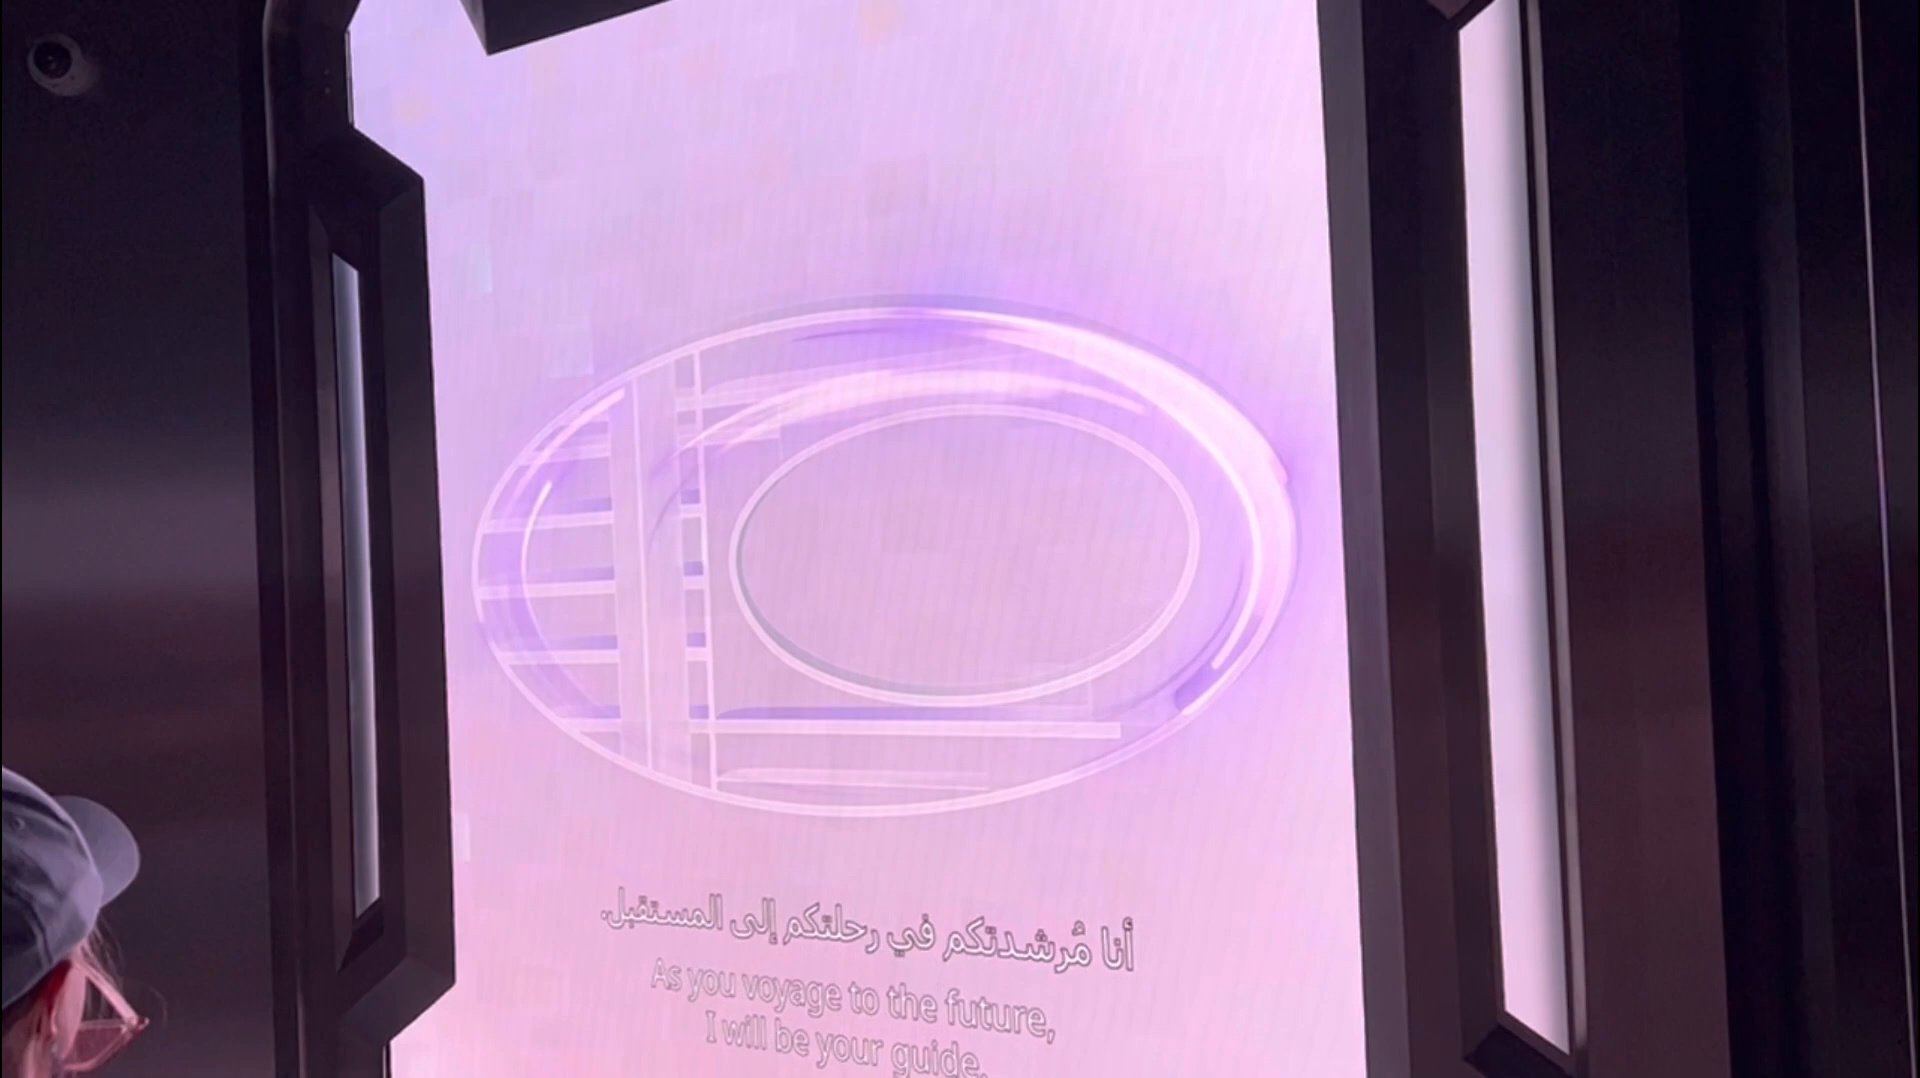 أنا مُرشدتكم في رحلتكم إلى المستقبل.
As you voyage to the future,
I will be your guide.